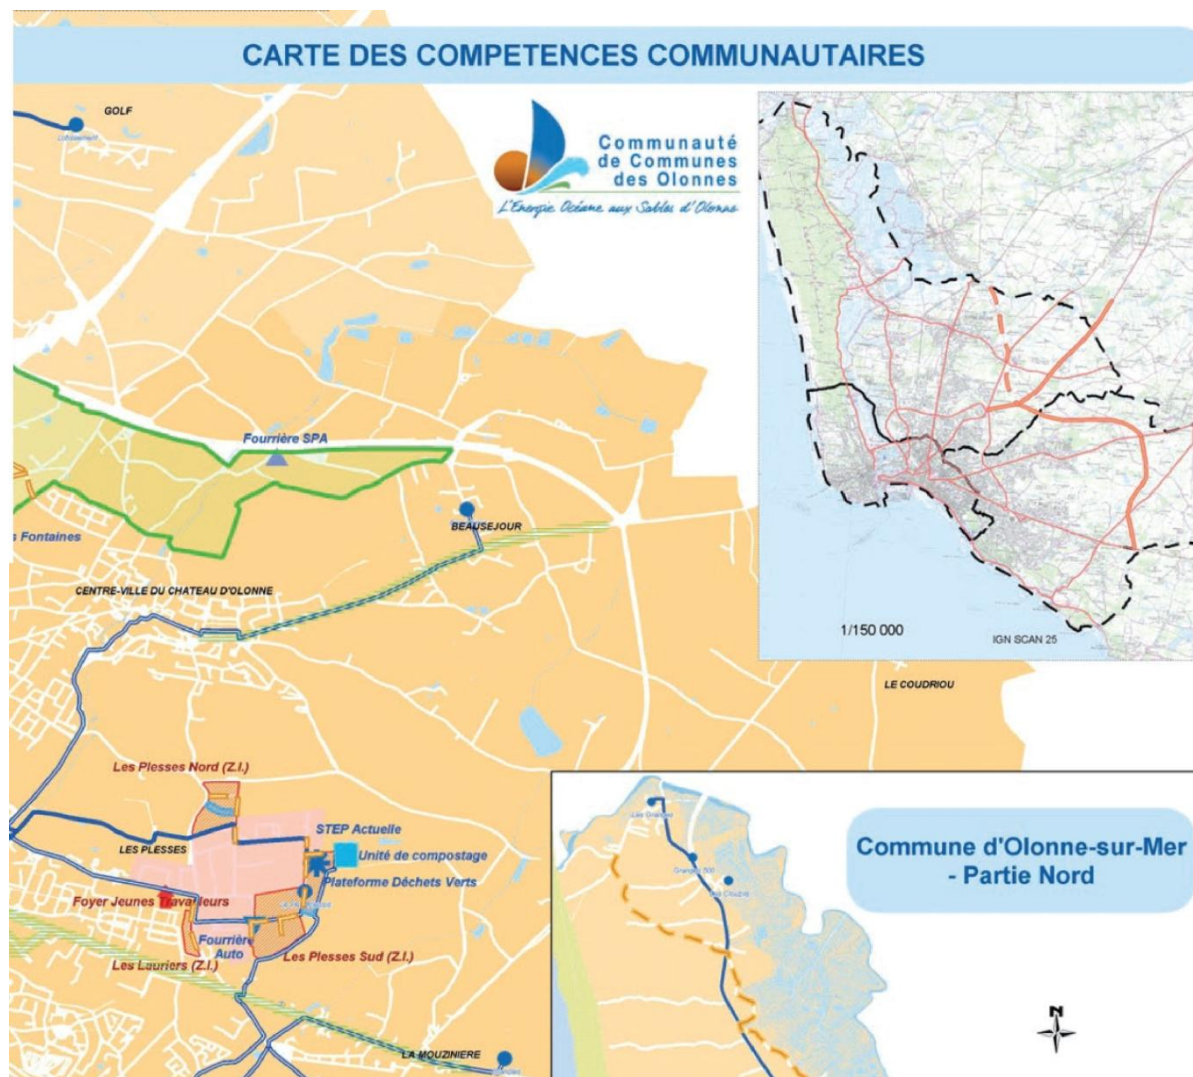 CARTE DES COMPETENCES COMMUNAUTAIRES
GOLF
Communauté
de Communes
des Olonnes
L'Energie Océane aux Sables d'Olonne
Fourrière SPA
BEAUSEJOUR
s Fontaines
CENTRE-VILLE DU CHATEAU D'OLONNE
1/150 000
IGN SCAN 25
LE COUDRIOU
Les Plesses Nord (Z.I.)
STEP Actuelle
LES PLESSES
Unité de compostage
Plateforme Déchets Verts
Foyer Jeunes Travailleurs
Fourrière
Auto
Les Plesses Sud (Z.I.)
Les Lauriers (Z.I.)
LA MOUZINIERE
Les Granges
Commune d'Olonne-sur-Mer
- Partie Nord
N